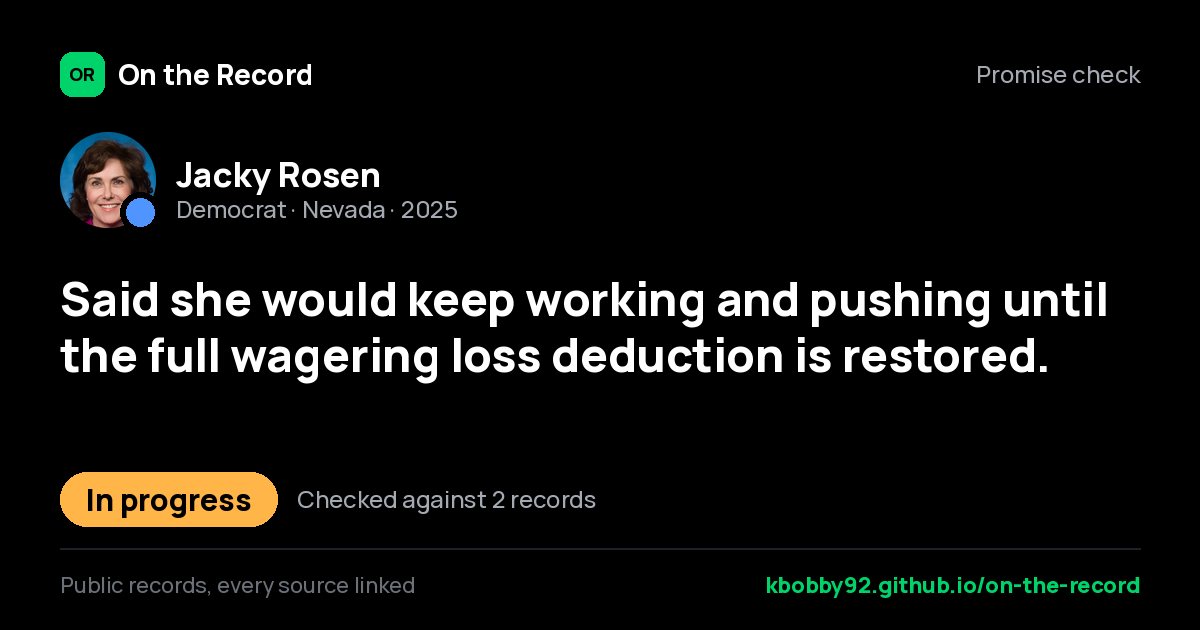 OR On the Record
Promise check
Jacky Rosen
Democrat · Nevada · 2025
Said she would keep working and pushing until
the full wagering loss deduction is restored.
In progress
Checked against 2 records
Public records, every source linked
kbobby92.github.io/on-the-record